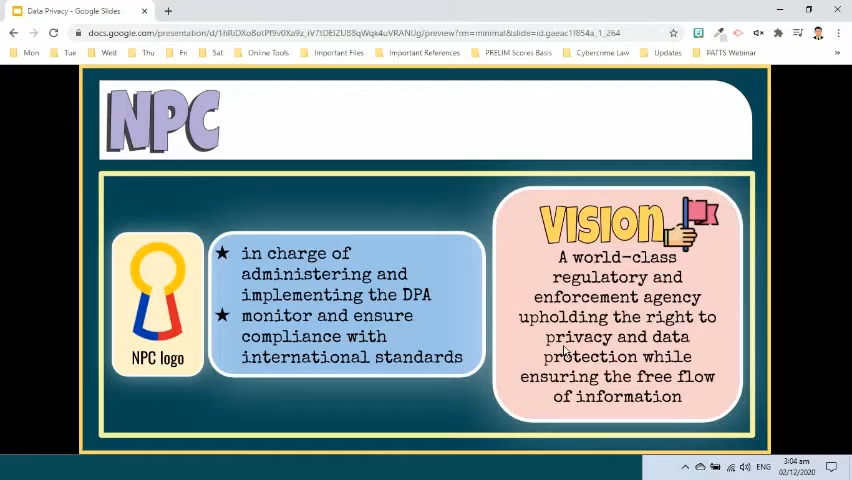 Data Privacy - Google Slides
docs.google.com/presentation/d/1hRiDXoBotPf9v0Xa9z_iV7tDEIZU88qWqk4uVRANIJg/preview?rm=minimal&slide=id.gaeac1f854a_1_264
Mon Tue Wed Thu Fri Sat Online Tools Important Files Important References PRELIM Scores Basis Cybercrime Law Updates PATTS Webinar
NPC
NPC logo
★ in charge of
administering and
implementing the DPA
★ monitor and ensure
compliance with
international standards
VISION
A world-class
regulatory and
enforcement agency
upholding the right to
privacy and data
protection while
ensuring the free flow
of information
ENG
3:04 am
02/12/2020